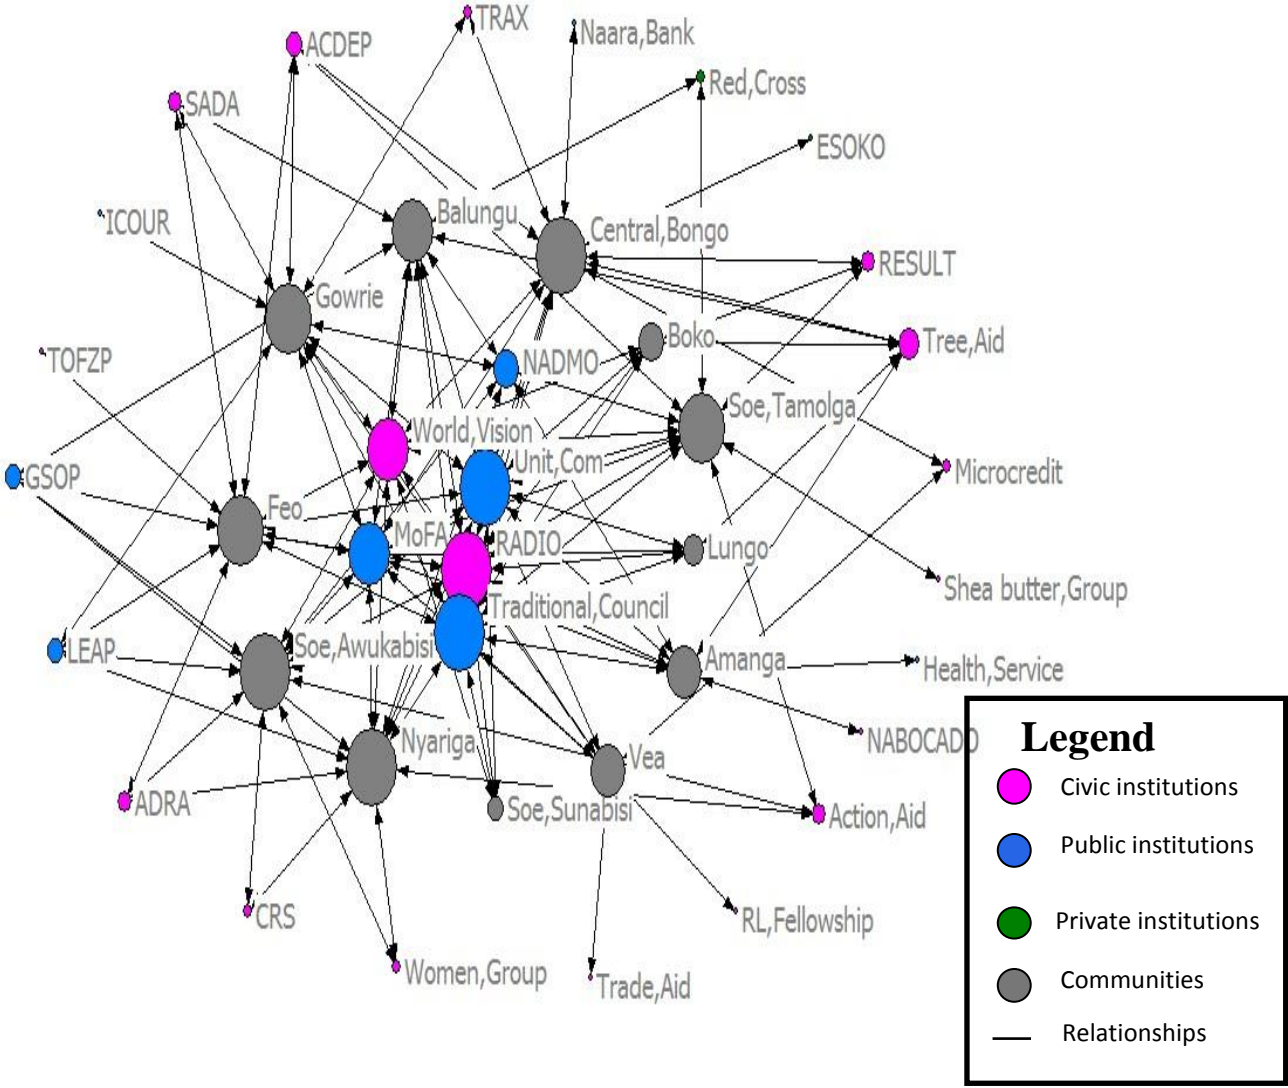 TRAX
ACDEP
Naara,Bank
Red,Cross
SADA
ESOKO
ICOUR
Balungu
Central,Bongo
RESULT
Gowrie
Boko
Tree,Aid
TOFZP
NADMO
Soe,Tamolga
World,Vision
Unit,Com
Microcredit
GSOP
Feo
MoFA
RADIO
Lungo
Shea butter,Group
Traditional,Council
LEAP
Soe,Awukabisi
Amanga
Health,Service
Nyariga
Vea
NABOCADO
ADRA
Soe,Sunabisi
Action,Aid
CRS
RL,Fellowship
Women,Group
Trade,Aid
Legend
Civic institutions
Public institutions
Private institutions
Communities
Relationships